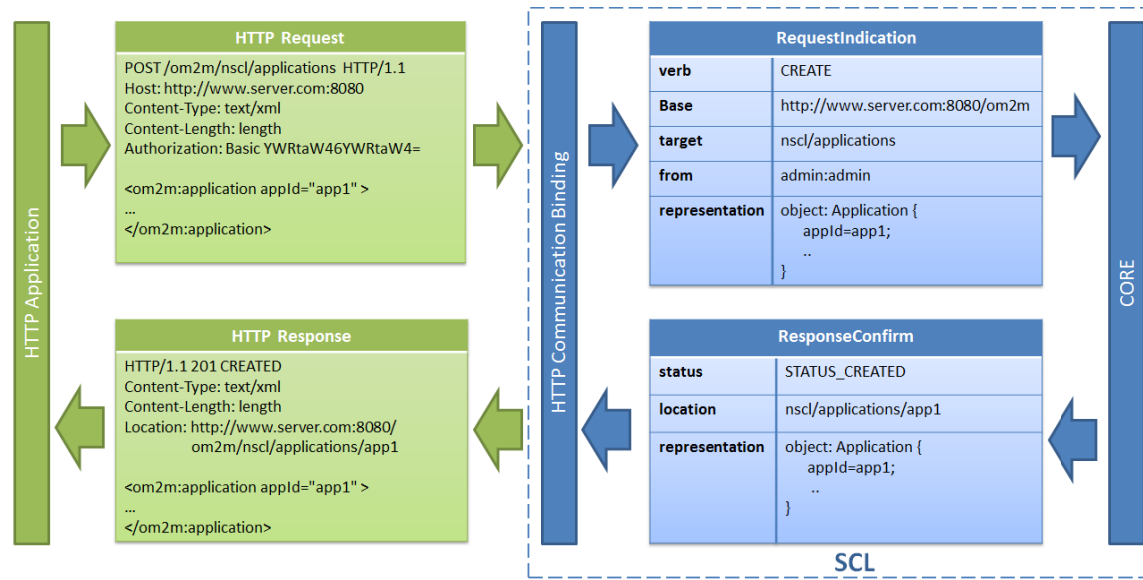 HTTP Application
HTTP Request
POST /om2m/nscl/applications HTTP/1.1
Host: http://www.server.com:8080
Content-Type: text/xml
Content-Length: length
Authorization: Basic YWRtaW46YWRtaW4=
<om2m:application appId="app1" >
...
</om2m:application>
HTTP Response
HTTP/1.1 201 CREATED
Content-Type: text/xml
Content-Length: length
Location: http://www.server.com:8080/
om2m/nscl/applications/app1
<om2m:application appId="app1" >
...
</om2m:application>
HTTP Communication Binding
RequestIndication
verb CREATE
Base http://www.server.com:8080/om2m
target nscl/applications
from admin:admin
representation object: Application {
appId=app1;
..
}
ResponseConfirm
status STATUS_CREATED
location nscl/applications/app1
representation object: Application {
appId=app1;
..
}
CORE
SCL